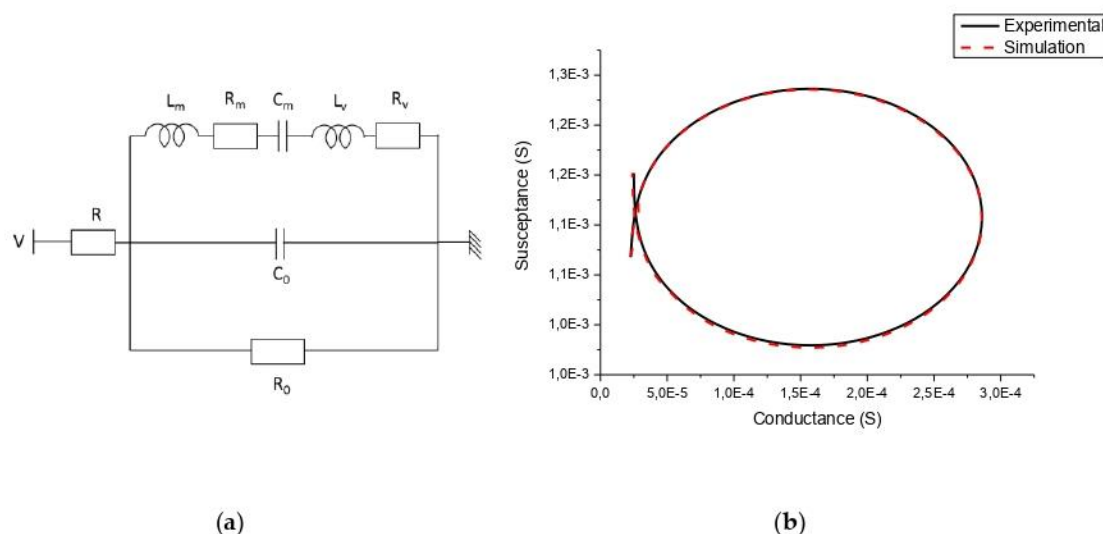 Lm Rm Cm Lv Rv
R
V
C0
R0
(a)
Experimental
Simulation
Susceptance (S)
1,3E-3
1,2E-3
1,2E-3
1,1E-3
1,1E-3
1,0E-3
1,0E-3
0,0 5,0E-5 1,0E-4 1,5E-4 2,0E-4 2,5E-4 3,0E-4
Conductance (S)
(b)